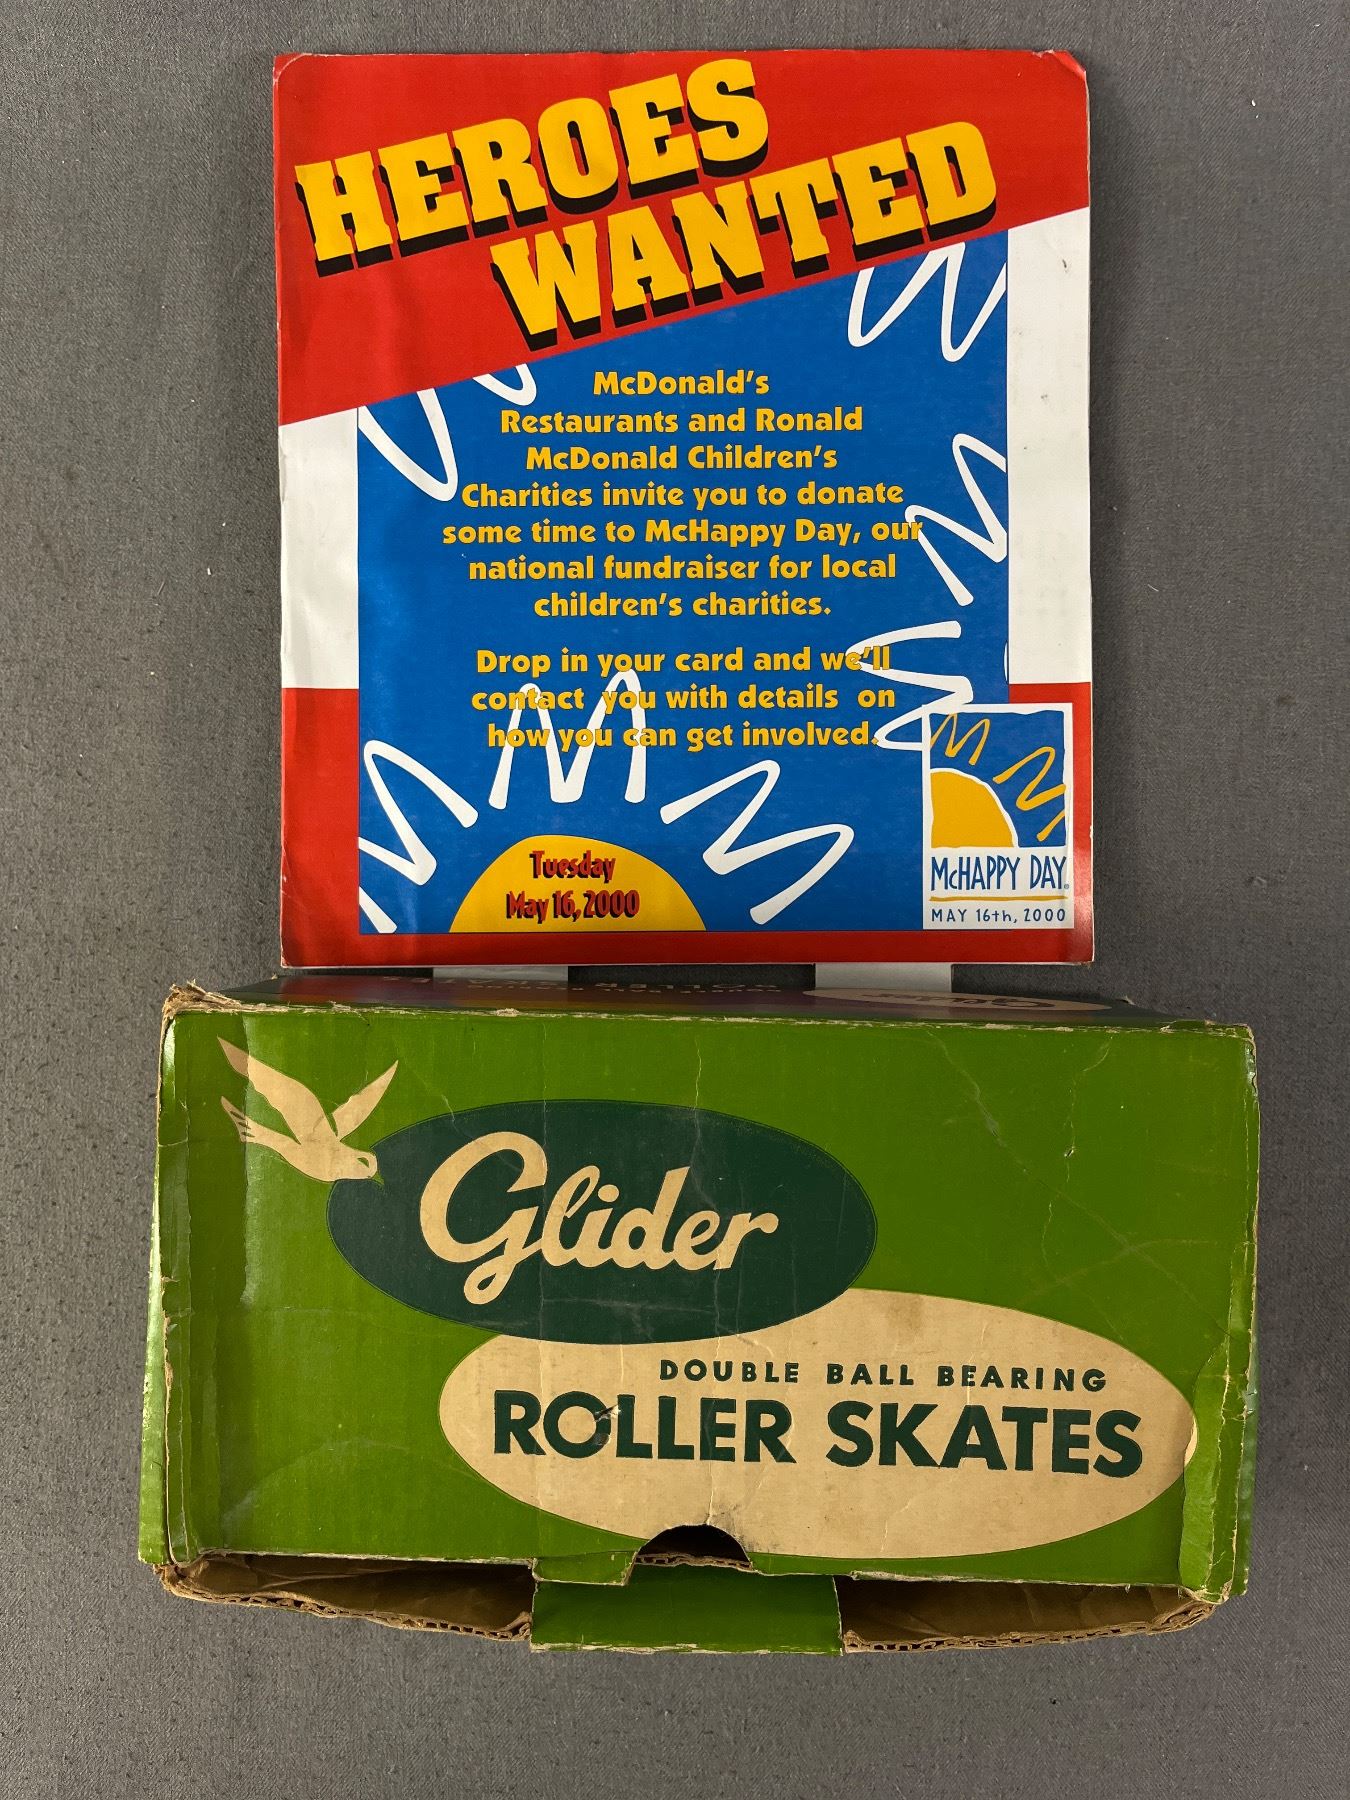 HEROES
WANTED
McDonald's
Restaurants and Ronald
McDonald Children's
Charities invite you to donate
some time to McHappy Day, our
national fundraiser for local
children's charities.
Drop in your card and we'll
contact you with details on
how you can get involved.
Tuesday
May 16, 2000
McHAPPY DAY®
MAY 16th, 2000
ROLLER SKATES
Glider
Glider
DOUBLE BALL BEARING
ROLLER SKATES